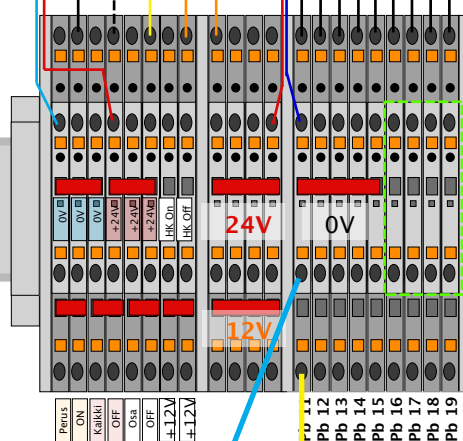 0V
0V
0V
+24V
+24V
+24V
HK On
HK Off
24V
0V
12V
Perus
ON
Kaikki
OFF
Osa
OFF
+12V
+12V
11
Pb 12
Pb 13
Pb 14
Pb 15
Pb 16
Pb 17
Pb 18
Pb 19